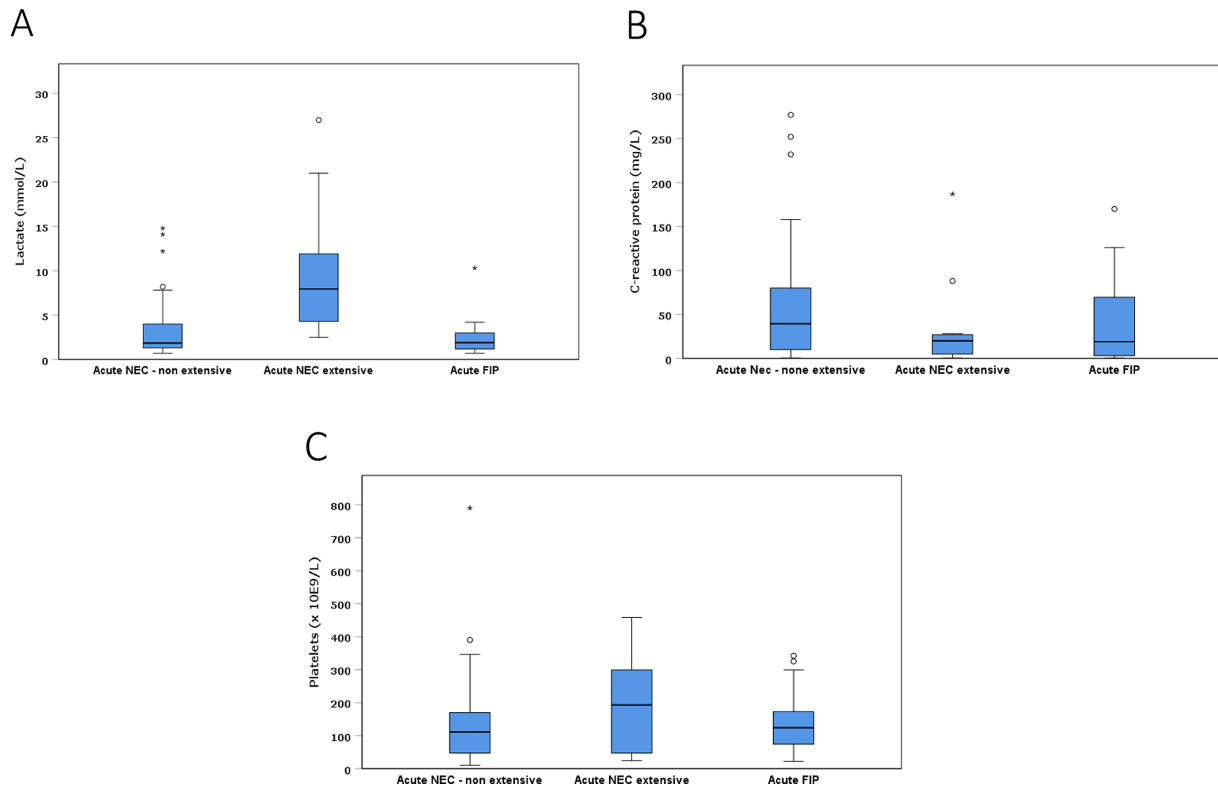 A
Lactate (mmol/L)
30
25
20
15
10
5
0
Acute NEC - non extensive
Acute NEC extensive
Acute FIP
B
C-reactive protein (mg/L)
300
250
200
150
100
50
0
Acute Nec - none extensive
Acute NEC extensive
Acute FIP
C
Platelets (x 10E9/L)
800
700
600
500
400
300
200
100
0
Acute NEC - non extensive
Acute NEC extensive
Acute FIP